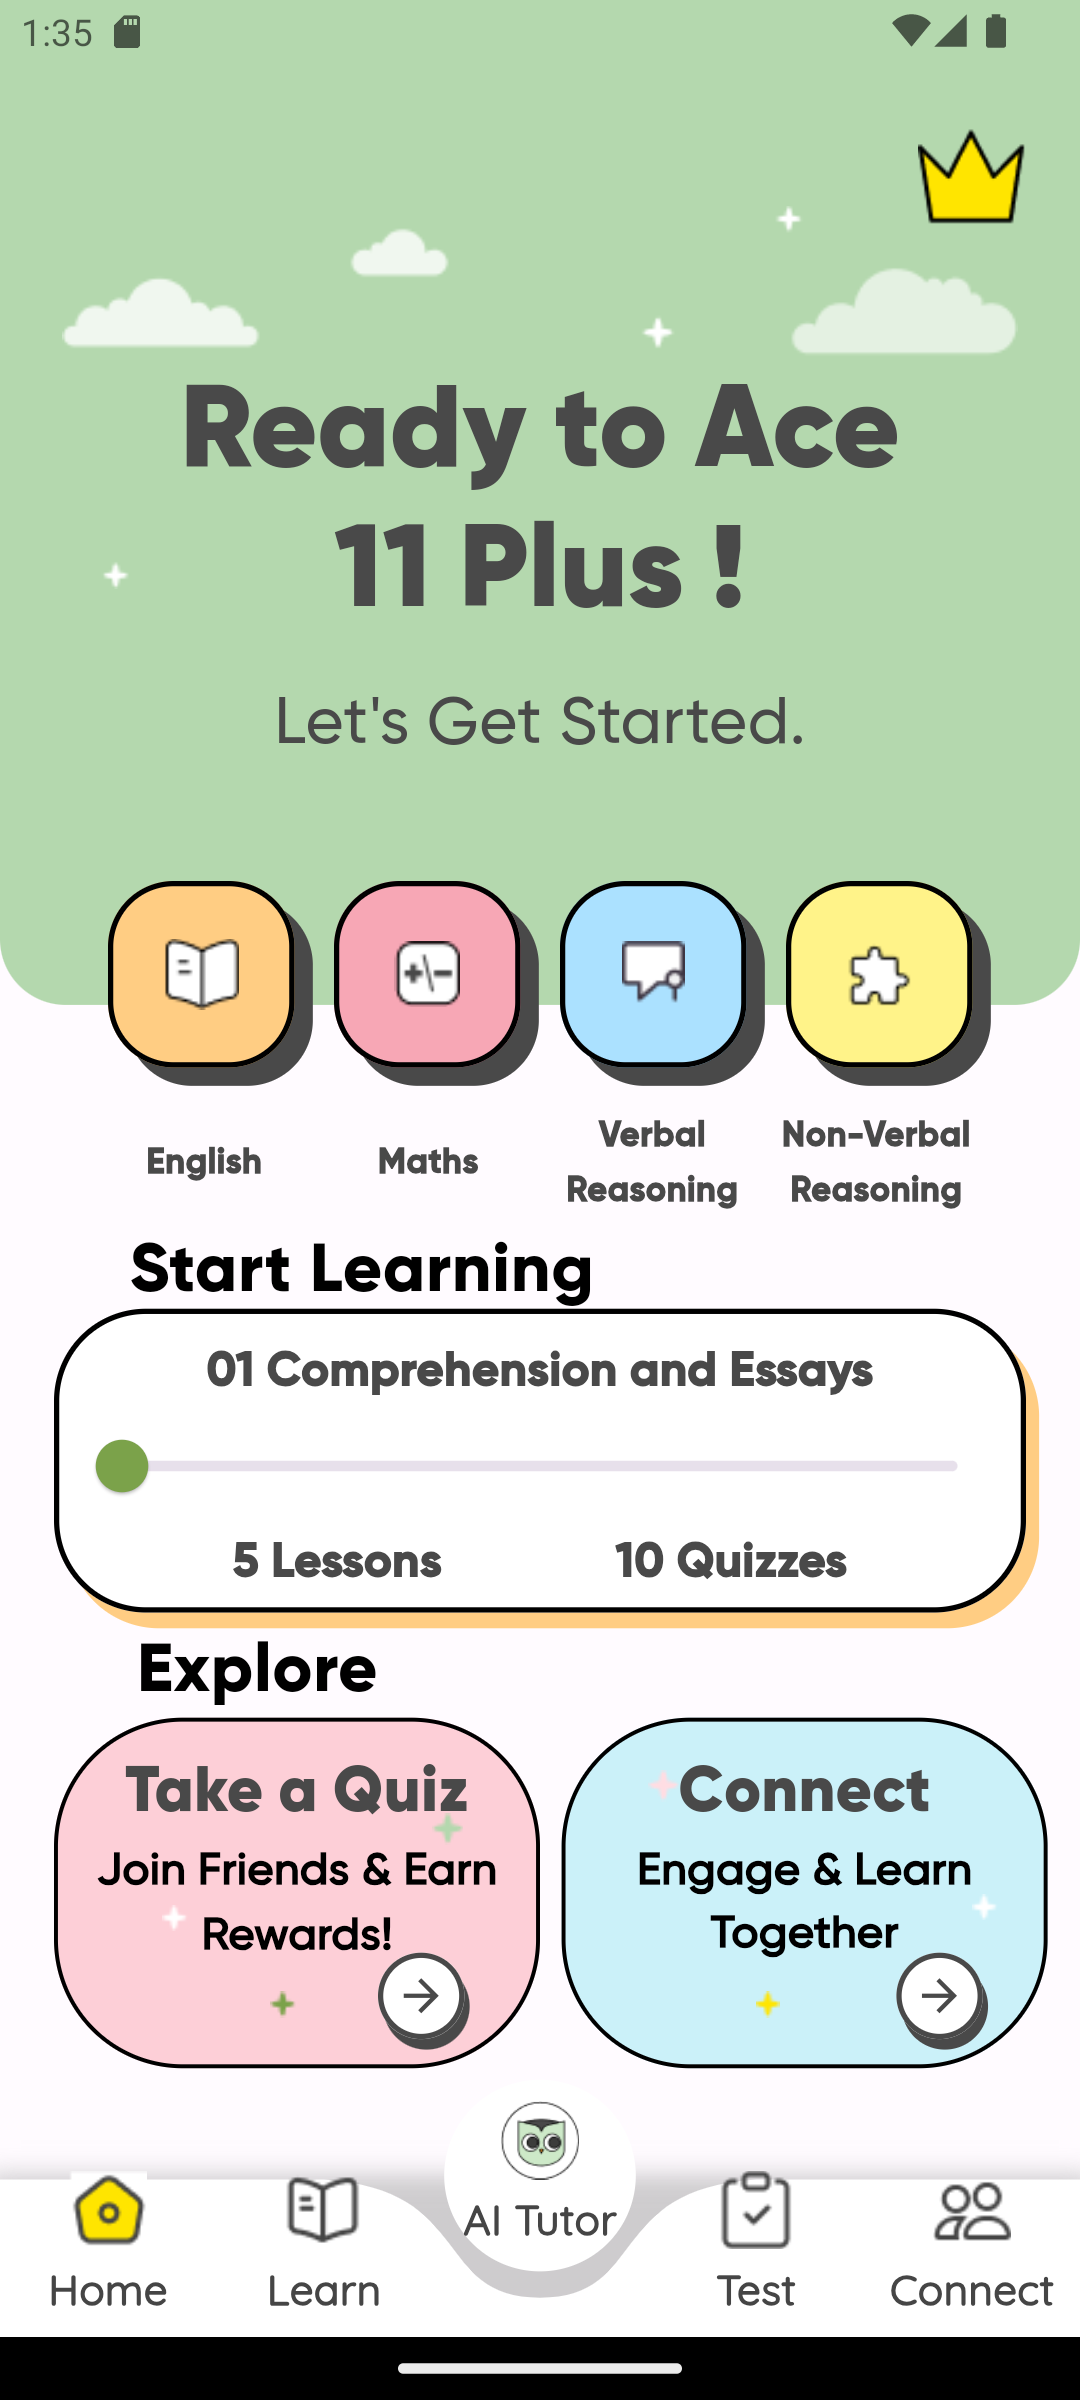 1:35
Ready to Ace
11 Plus !
Let's Get Started.
English
Maths
Verbal
Reasoning
Non-Verbal
Reasoning
Start Learning
01 Comprehension and Essays
5 Lessons
10 Quizzes
Explore
Take a Quiz
Join Friends & Earn
Rewards!
Connect
Engage & Learn
Together
Home
Learn
AI Tutor
Test
Connect